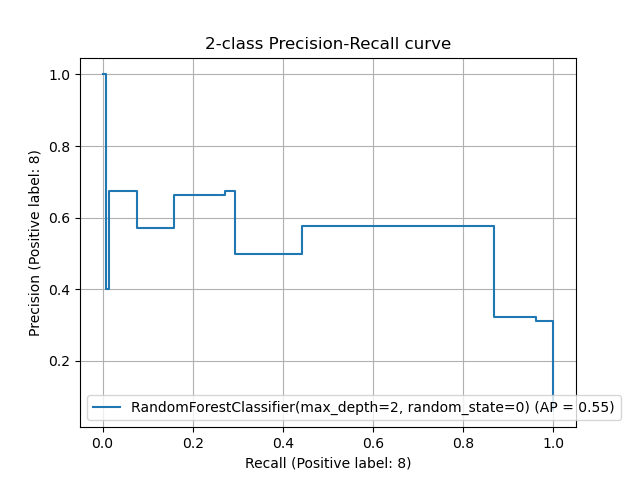 2-class Precision-Recall curve
1.0
0.8
0.6
0.4
0.2
Precision (Positive label: 8)
RandomForestClassifier(max_depth=2, random_state=0) (AP = 0.55)
0.0 0.2 0.4 0.6 0.8 1.0
Recall (Positive label: 8)